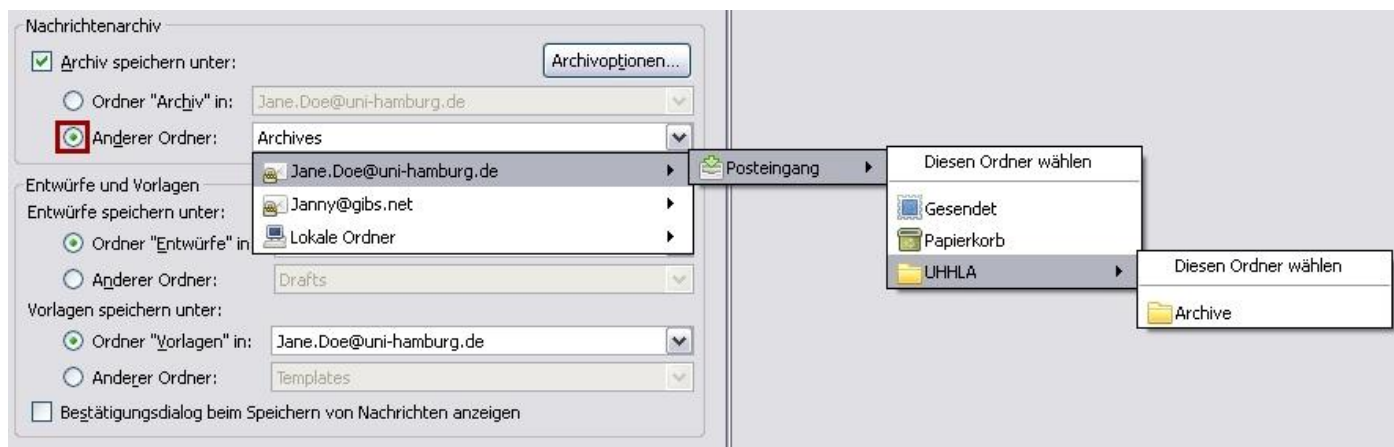 Nachrichtenarchiv
Archiv speichern unter:
Archivoptionen...
Ordner "Archiv" in: Jane.Doe@uni-hamburg.de
Anderer Ordner: Archives
Jane.Doe@uni-hamburg.de
Janny@gibs.net
Lokale Ordner
Posteingang
Diesen Ordner wählen
Gesendet
Papierkorb
UHHLA
Diesen Ordner wählen
Archive
Entwürfe und Vorlagen
Entwürfe speichern unter:
Ordner "Entwürfe" in
Anderer Ordner: Drafts
Vorlagen speichern unter:
Ordner "Vorlagen" in: Jane.Doe@uni-hamburg.de
Anderer Ordner: Templates
Bestätigungsdialog beim Speichern von Nachrichten anzeigen